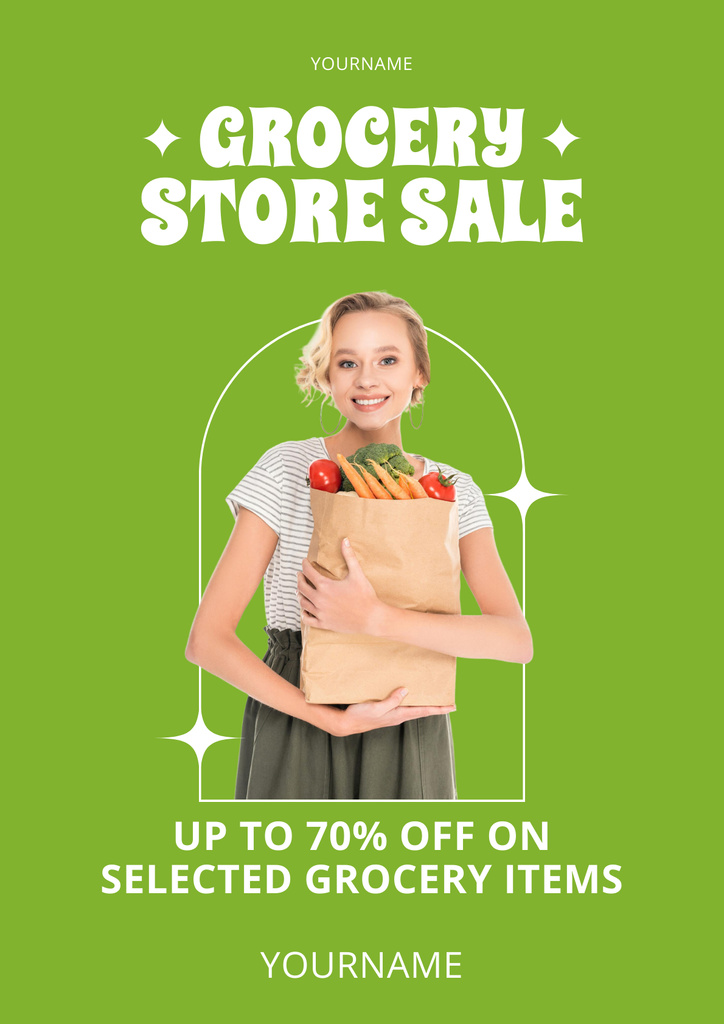 YOURNAME
GROCERY
STORE SALE
UP TO 70% OFF ON
SELECTED GROCERY ITEMS
YOURNAME